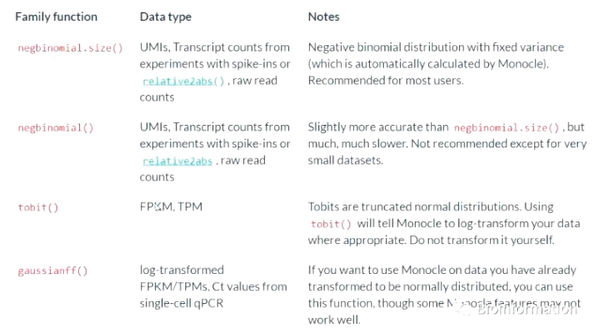 Family function Data type Notes
negbinomial.size() UMIs, Transcript counts from Negative binomial distribution with fixed variance
experiments with spike-ins or (which is automatically calculated by Monocle).
relative2abs(), raw read Recommended for most users.
counts
negbinomial() UMIs, Transcript counts from Slightly more accurate than negbinomial.size(), but
experiments with spike-ins or much, much slower. Not recommended except for very
relative2abs, raw read small datasets.
counts
tobit() FPKM, TPM Tobits are truncated normal distributions. Using
tobit() will tell Monocle to log-transform your data
where appropriate. Do not transform it yourself.
gaussianff() log-transformed If you want to use Monocle on data you have already
FPKM/TPMs, Ct values from transformed to be normally distributed, you can use
single-cell qPCR this function, though some Monocle features may not
work well.